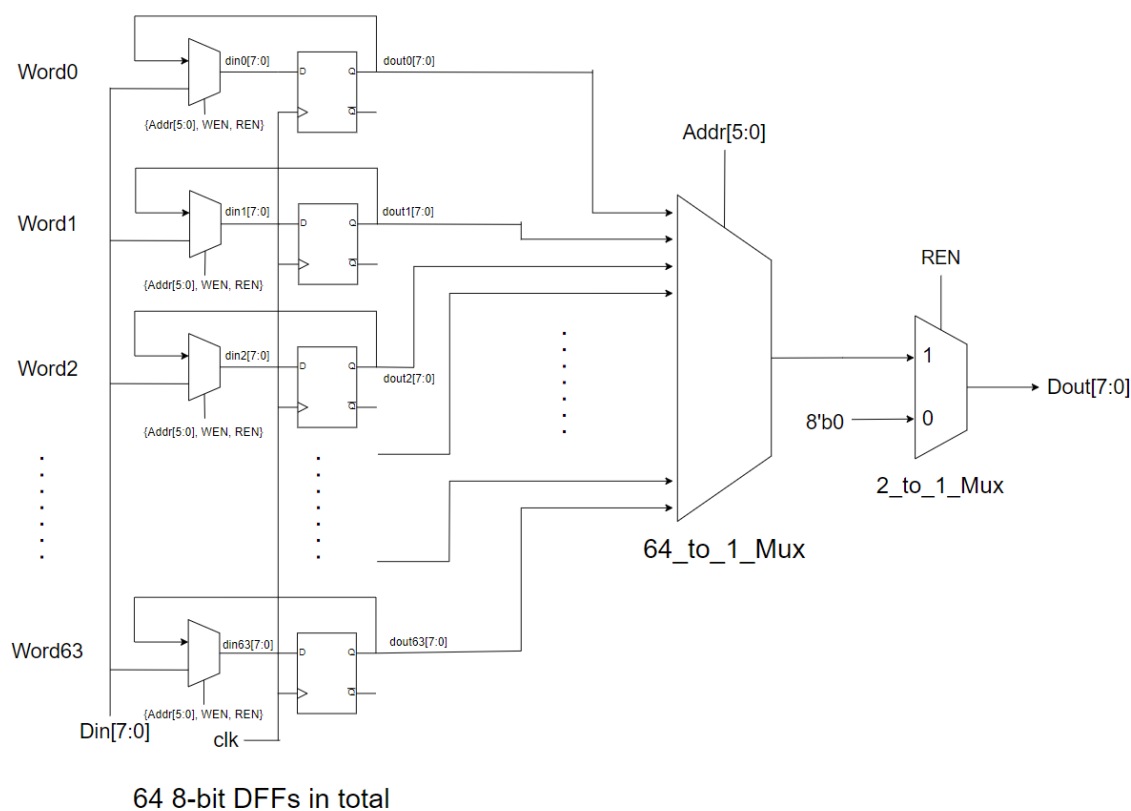 Word0
din0[7:0]
D
Q
Q
dout0[7:0]
{Addr[5:0], WEN, REN}
Addr[5:0]
Word1
din1[7:0]
D
Q
Q
dout1[7:0]
{Addr[5:0], WEN, REN}
REN
Word2
din2[7:0]
D
Q
Q
dout2[7:0]
{Addr[5:0], WEN, REN}
1
0
8'b0
Dout[7:0]
2_to_1_Mux
64_to_1_Mux
Word63
din63[7:0]
D
Q
Q
dout63[7:0]
{Addr[5:0], WEN, REN}
Din[7:0]
clk
64 8-bit DFFs in total